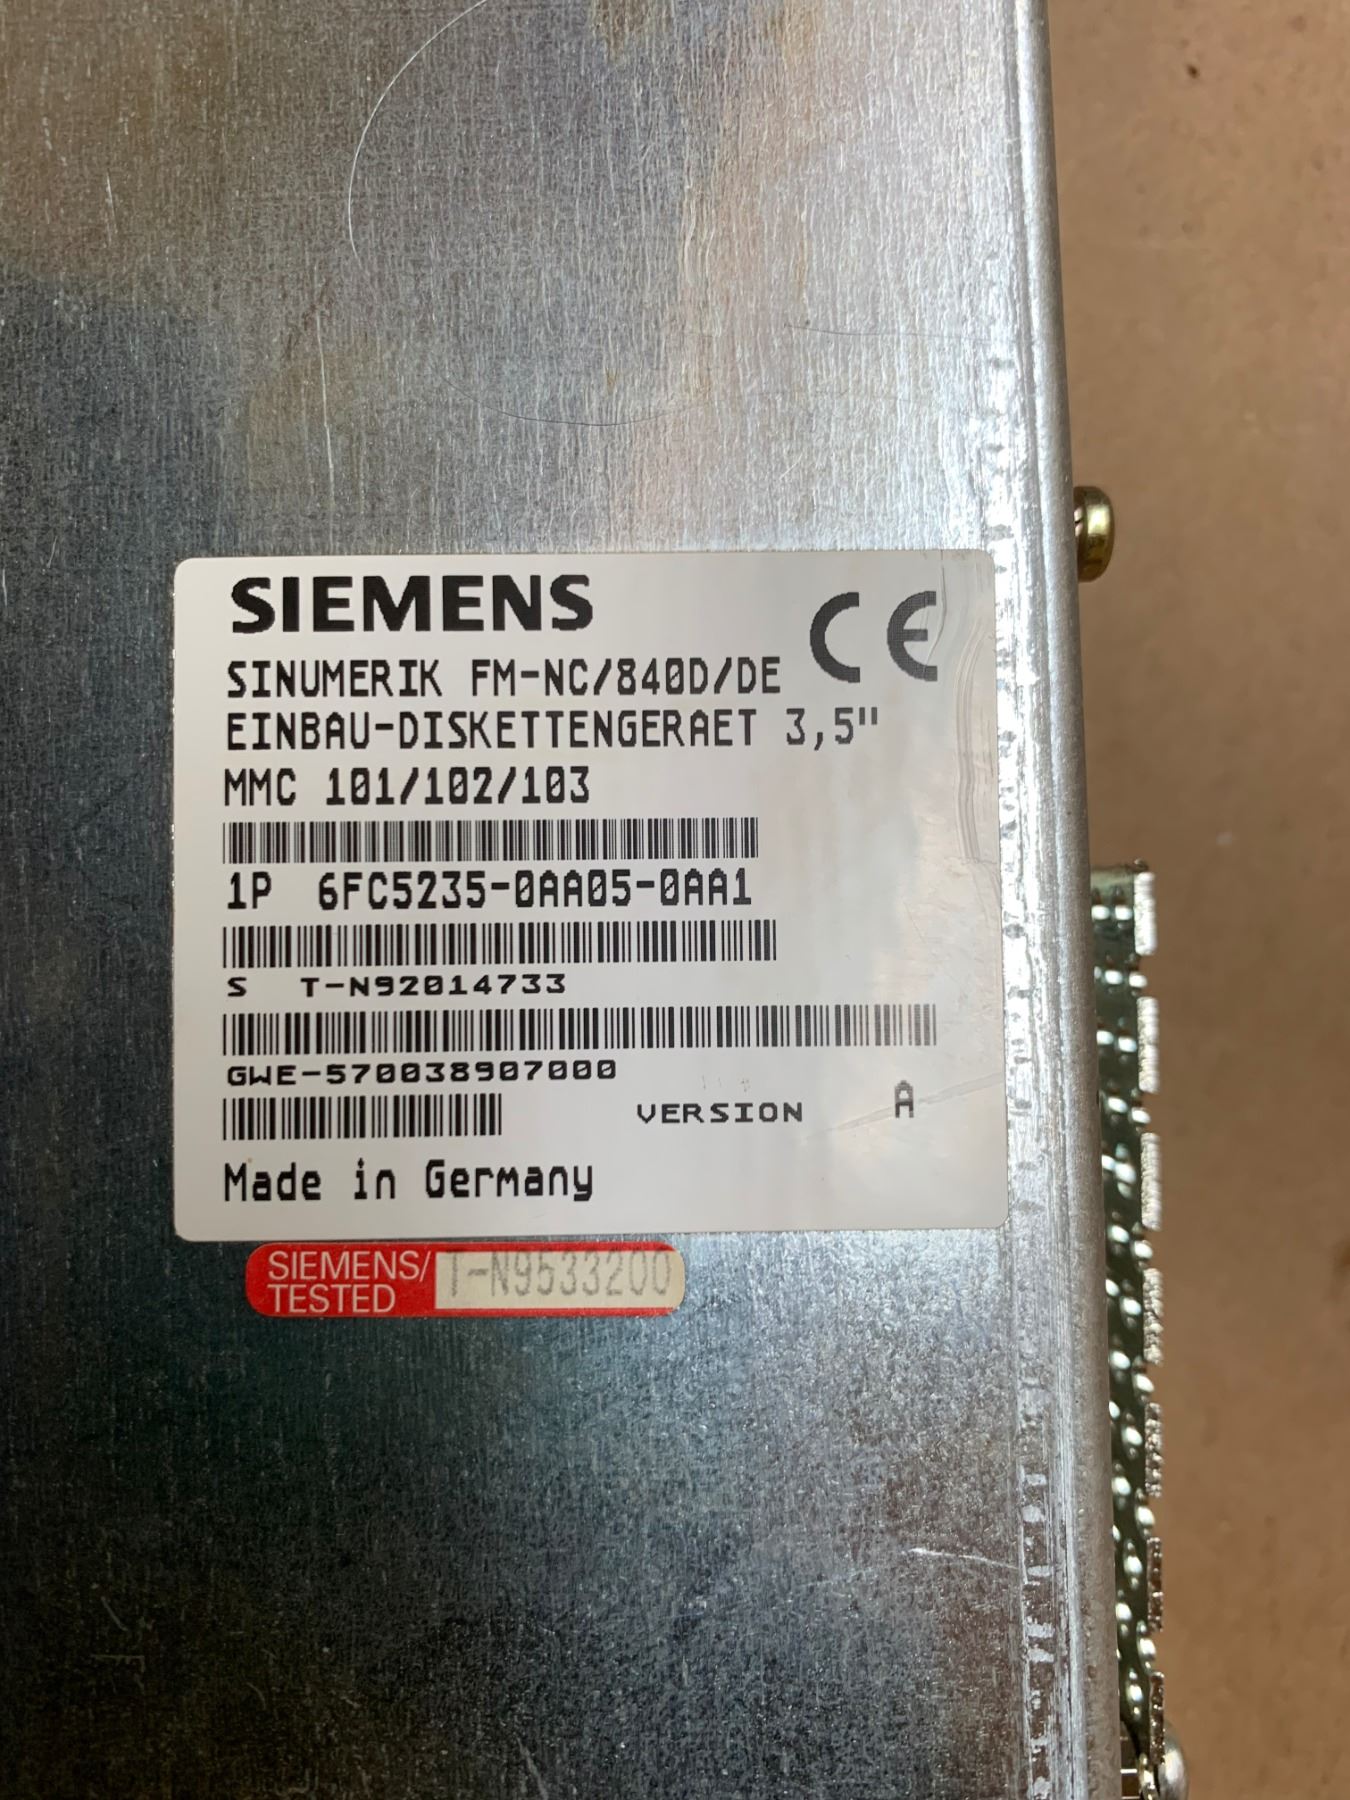 SIEMENS
CE
SINUMERIK FM-NC/840D/DE
EINBAU-DISKETTENGERAET 3,5"
MMC 101/102/103
1P 6FC5235-0AA05-0AA1
S T-N92014733
GWE-570038907000
VERSION A
Made in Germany
SIEMENS/
TESTED
T-N9533200